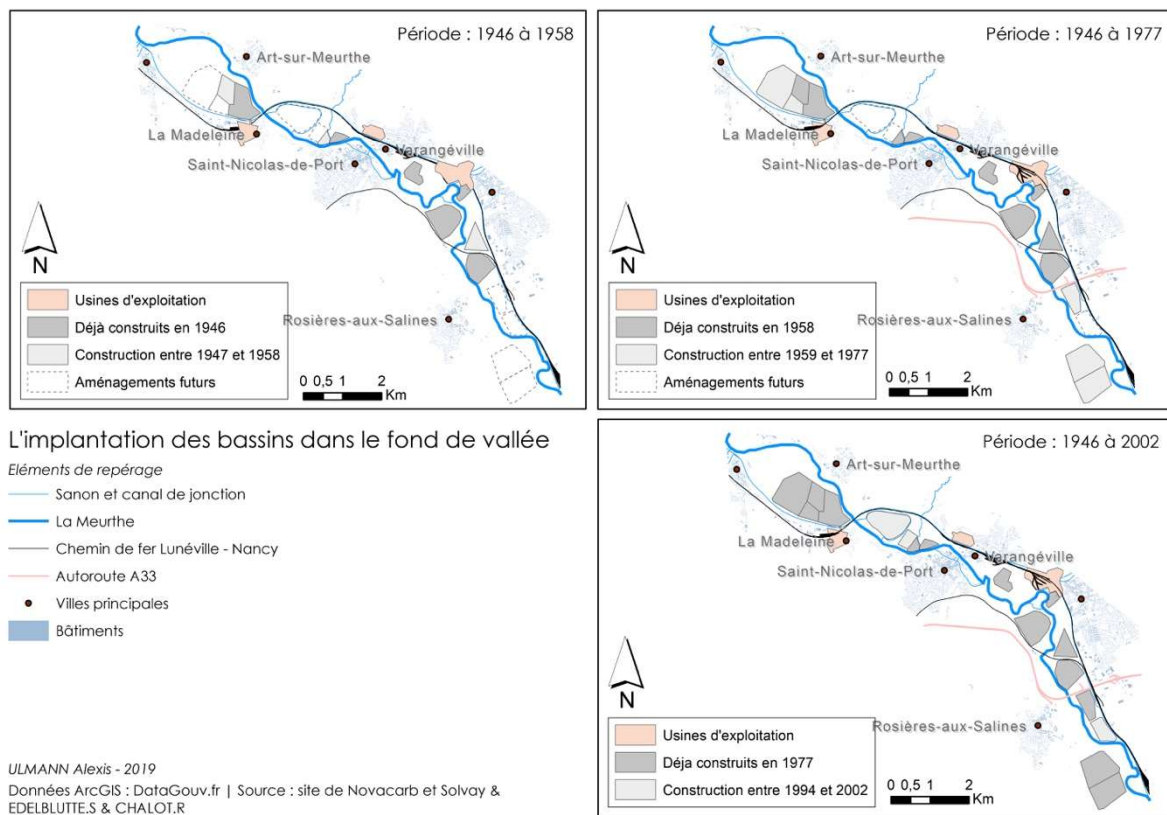 Période : 1946 à 1958
Art-sur-Meurthe
La Madeleine
Varangéville
Saint-Nicolas-de-Port
N
Rosières-aux-Salines
Usines d'exploitation
Déjà construits en 1946
Construction entre 1947 et 1958
Aménagements futurs
0 0,5 1 2
Km
Période : 1946 à 1977
Art-sur-Meurthe
La Madeleine
Varangéville
Saint-Nicolas-de-Port
N
Rosières-aux-Salines
Usines d'exploitation
Déja construits en 1958
Construction entre 1959 et 1977
Aménagements futurs
0 0,5 1 2
Km
L'implantation des bassins dans le fond de vallée
Eléments de repérage
Sanon et canal de jonction
La Meurthe
Chemin de fer Lunéville - Nancy
Autoroute A33
Villes principales
Bâtiments
ULMANN Alexis - 2019
Données ArcGIS : DataGouv.fr | Source : site de Novacarb et Solvay &
EDELBLUTTE.S & CHALOT.R
Période : 1946 à 2002
Art-sur-Meurthe
La Madeleine
Varangéville
Saint-Nicolas-de-Port
N
Rosières-aux-Salines
Usines d'exploitation
Déja construits en 1977
Construction entre 1994 et 2002
0 0,5 1 2
Km